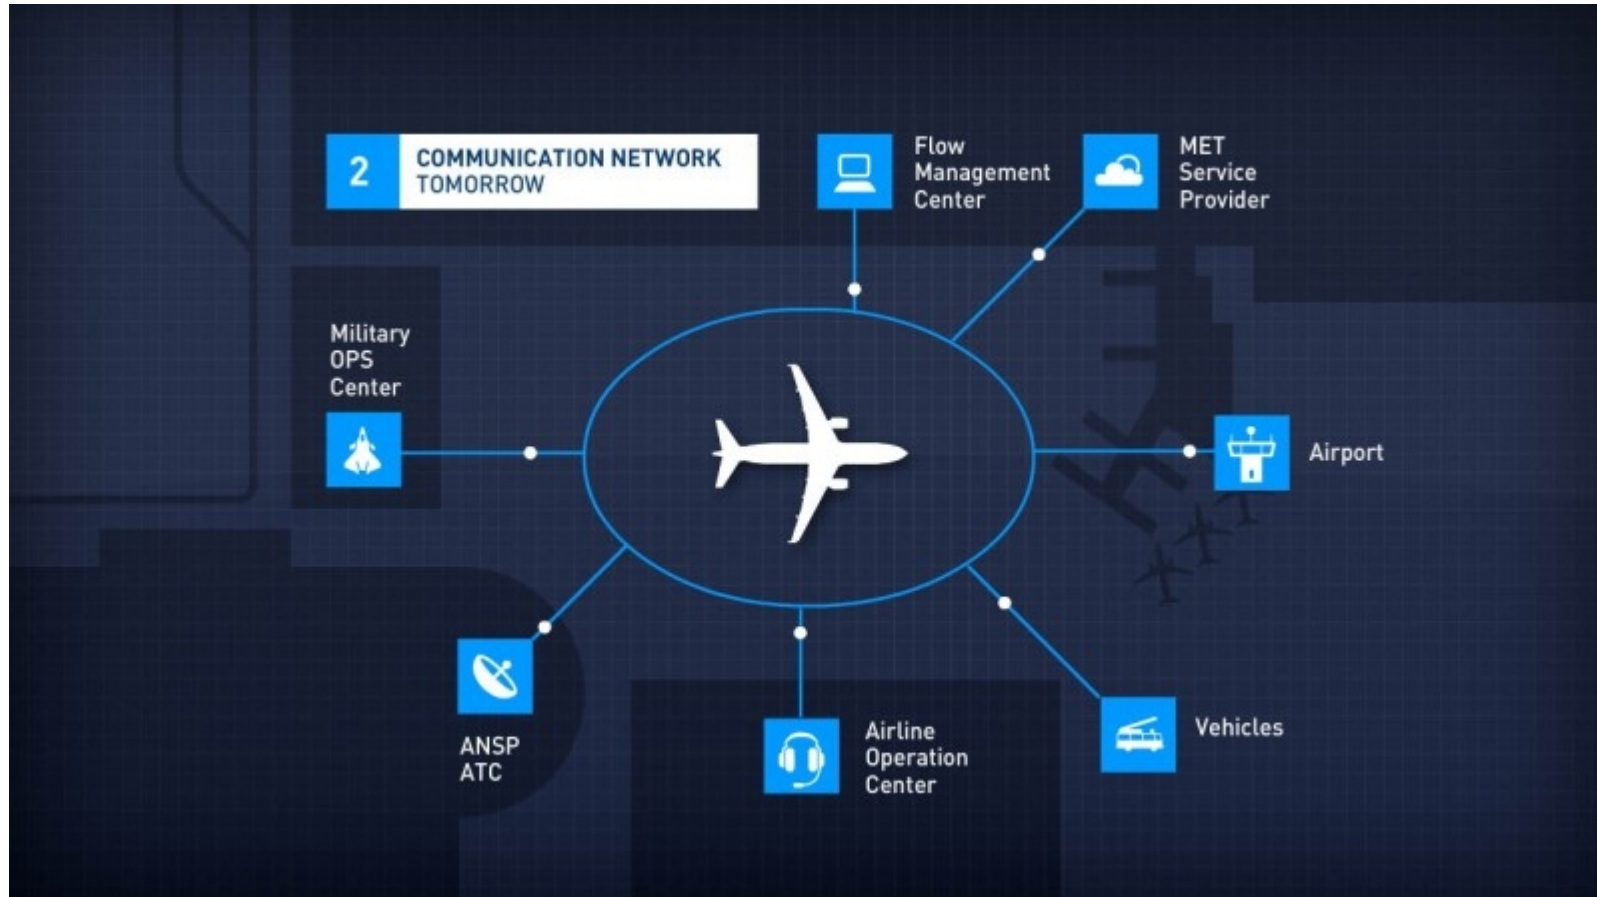 2
COMMUNICATION NETWORK
TOMORROW
Flow
Management
Center
MET
Service
Provider
Military
OPS
Center
Airport
ANSP
ATC
Airline
Operation
Center
Vehicles